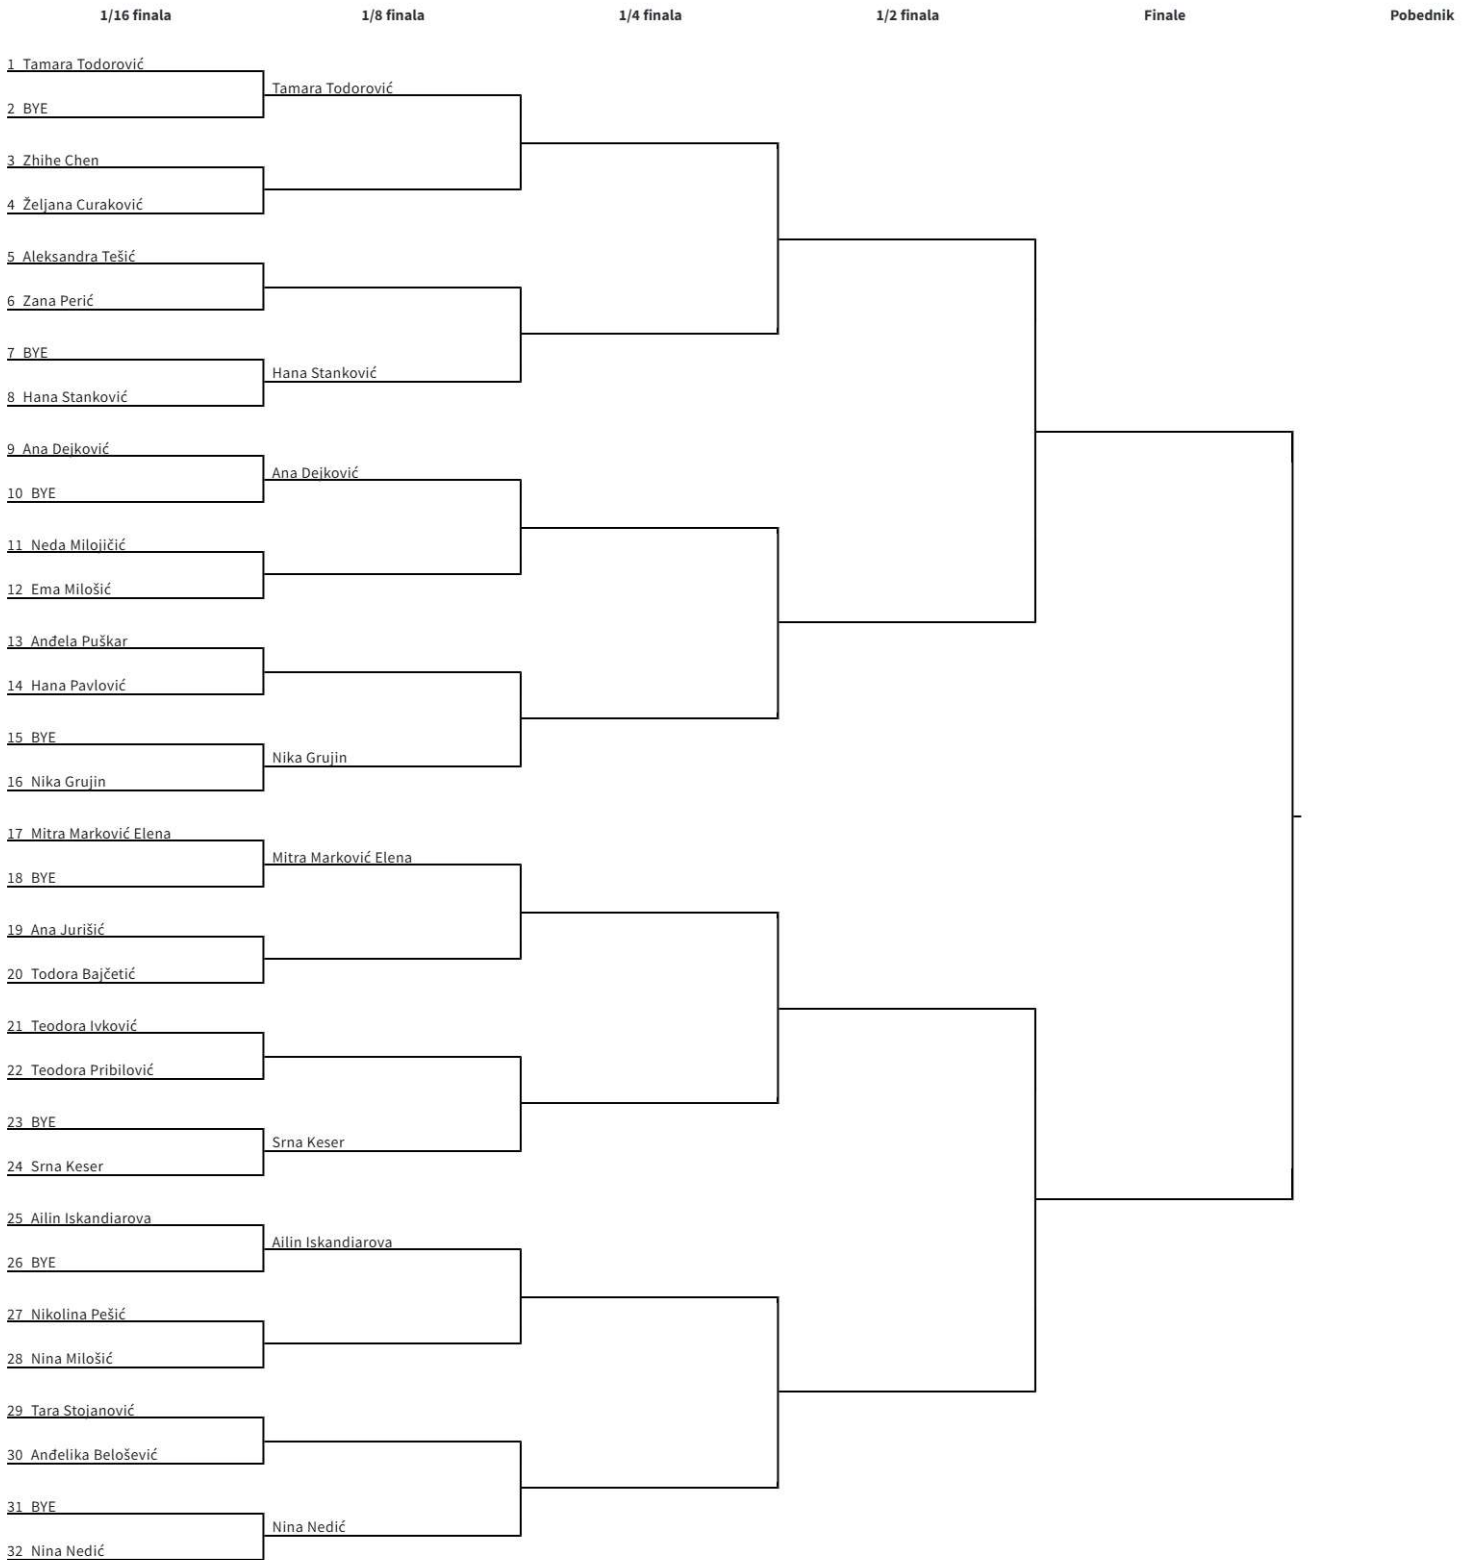 1/16 finala 1/8 finala 1/4 finala 1/2 finala Finale Pobednik
1 Tamara Todorović
Tamara Todorović
2 BYE
3 Zhihe Chen
4 Željana Curaković
5 Aleksandra Tešić
6 Zana Perić
7 BYE
Hana Stanković
8 Hana Stanković
9 Ana Dejković
Ana Dejković
10 BYE
11 Neda Milojičić
12 Ema Milošić
13 Anđela Puškar
14 Hana Pavlović
15 BYE
Nika Grujin
16 Nika Grujin
17 Mitra Marković Elena
Mitra Marković Elena
18 BYE
19 Ana Jurišić
20 Todora Bajčetić
21 Teodora Ivković
22 Teodora Pribilović
23 BYE
Srna Keser
24 Srna Keser
25 Ailin Iskandiarova
Ailin Iskandiarova
26 BYE
27 Nikolina Pešić
28 Nina Milošić
29 Tara Stojanović
30 Anđelika Belošević
31 BYE
Nina Nedić
32 Nina Nedić